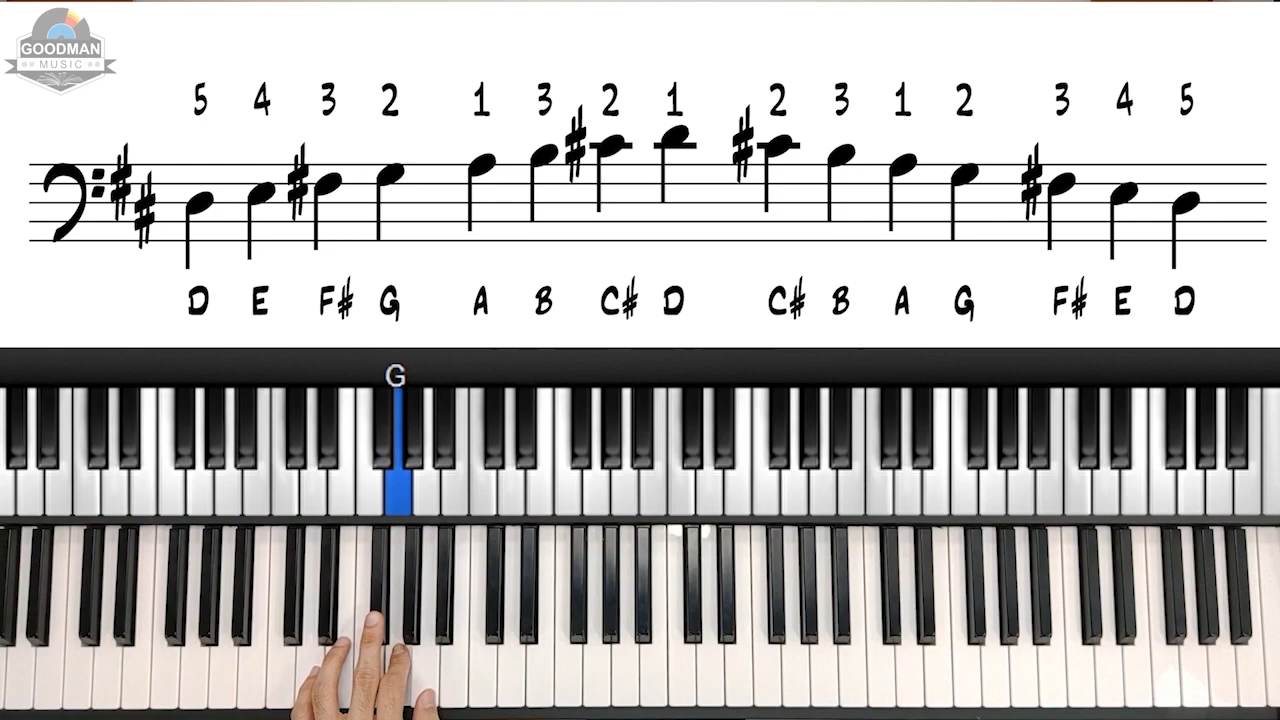 GOODMAN
MUSIC
5 4 3 2 1 3 2 1 2 3 1 2 3 4 5
D E F# G A B C# D C# B A G F# E D
G